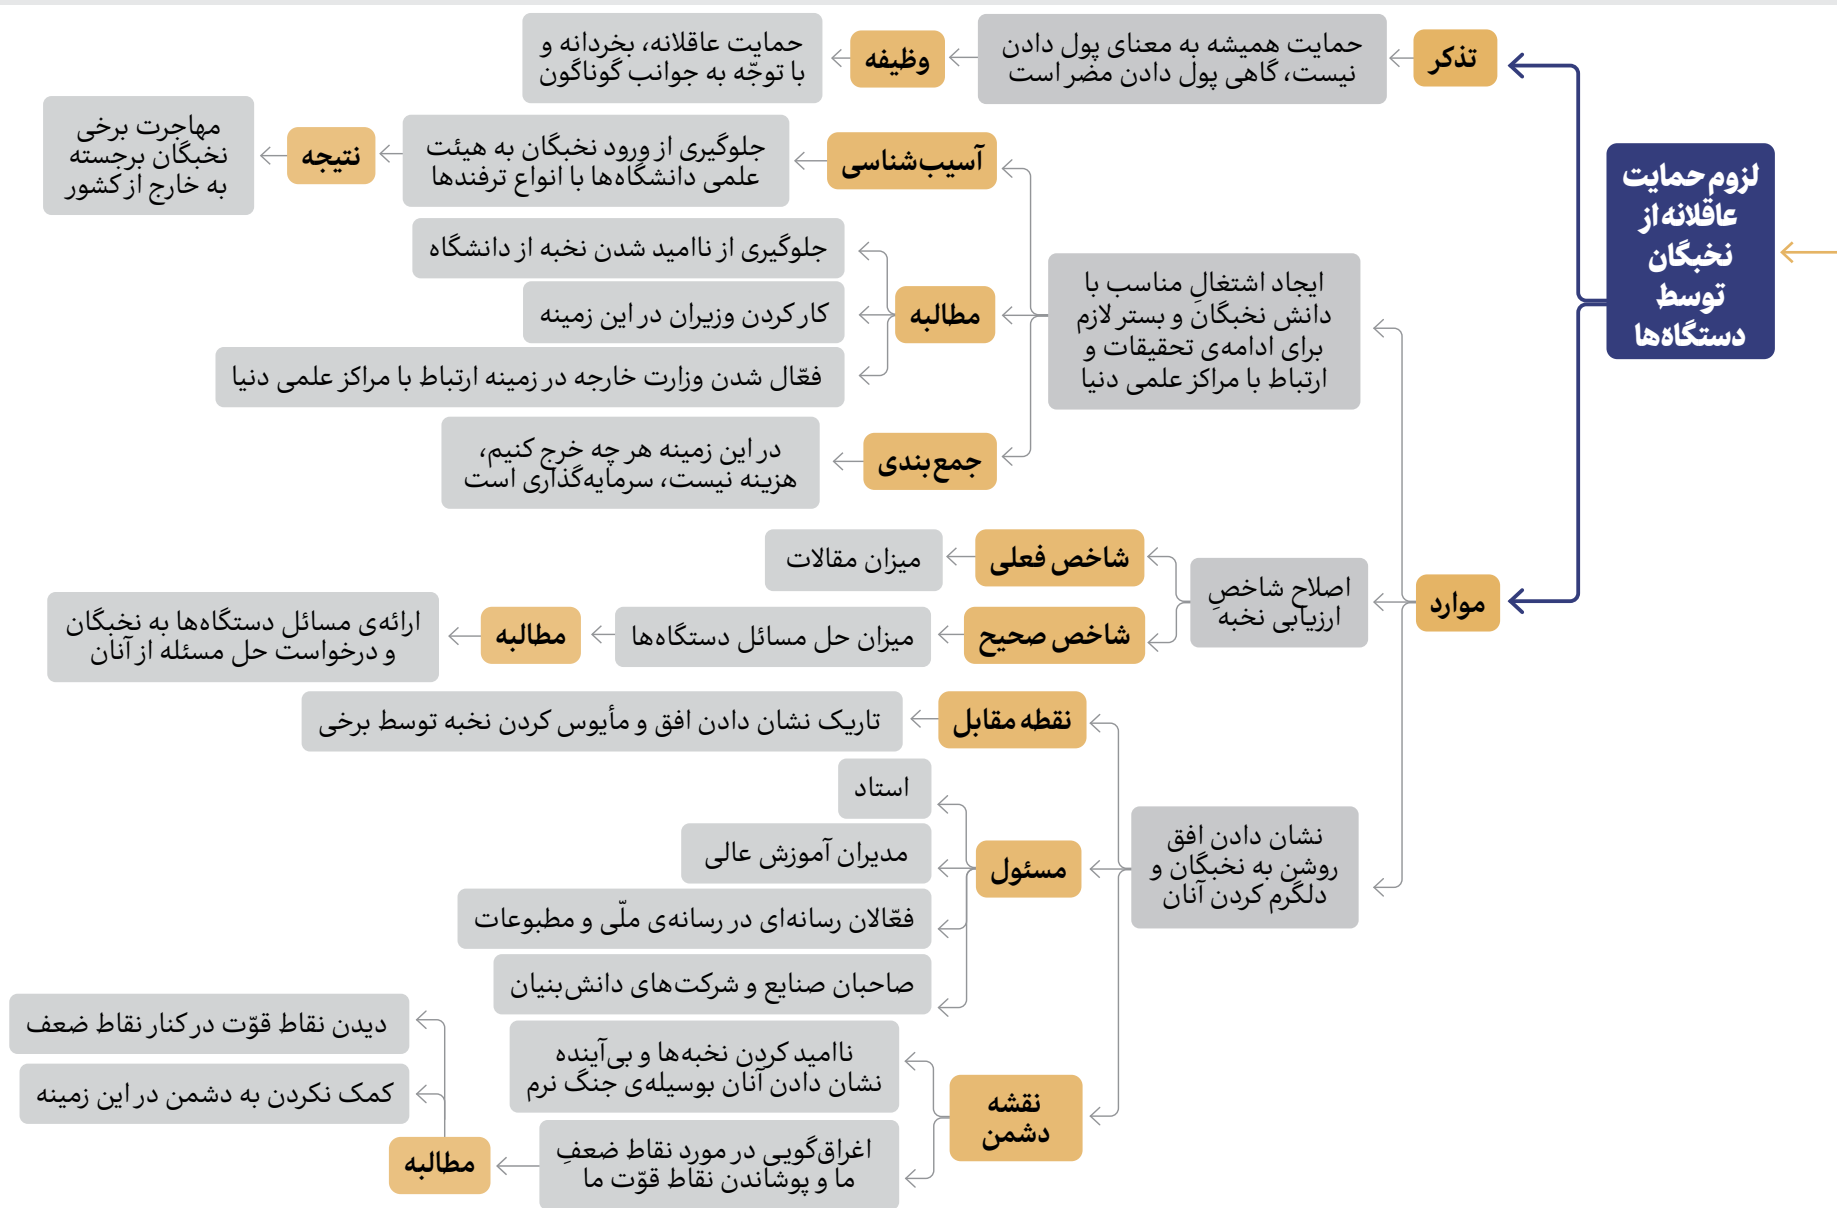 لزوم حمایت
عاقلانه از
نخبگان
توسط
دستگاه‌ها
تذکر
حمایت همیشه به معنای پول دادن
نیست، گاهی پول دادن مضر است
وظیفه
حمایت عاقلانه، بخردانه و
با توجّه به جوانب گوناگون
موارد
ایجاد اشتغالِ مناسب با
دانش نخبگان و بستر لازم
برای ادامه‌ی تحقیقات و
ارتباط با مراکز علمی دنیا
آسیب‌شناسی
جلوگیری از ورود نخبگان به هیئت
علمی دانشگاه‌ها با انواع ترفندها
نتیجه
مهاجرت برخی
نخبگان برجسته
به خارج از کشور
مطالبه
جلوگیری از ناامید شدن نخبه از دانشگاه
کار کردن وزیران در این زمینه
فعّال شدن وزارت خارجه در زمینه ارتباط با مراکز علمی دنیا
جمع‌بندی
در این زمینه هر چه خرج کنیم،
هزینه نیست، سرمایه‌گذاری است
اصلاح شاخصِ
ارزیابی نخبه
شاخص فعلی
میزان مقالات
شاخص صحیح
میزان حل مسائل دستگاه‌ها
مطالبه
ارائه‌ی مسائل دستگاه‌ها به نخبگان
و درخواست حل مسئله از آنان
نشان دادن افق
روشن به نخبگان و
دلگرم کردن آنان
نقطه مقابل
تاریک نشان دادن افق و مأیوس کردن نخبه توسط برخی
مسئول
استاد
مدیران آموزش عالی
فعّالان رسانه‌ای در رسانه‌ی ملّی و مطبوعات
صاحبان صنایع و شرکت‌های دانش‌بنیان
نقشه
دشمن
ناامید کردن نخبه‌ها و بی‌آینده
نشان دادن آنان بوسیله‌ی جنگ نرم
اغراق‌گویی در مورد نقاط ضعفِ
ما و پوشاندن نقاط قوّت ما
مطالبه
دیدن نقاط قوّت در کنار نقاط ضعف
کمک نکردن به دشمن در این زمینه